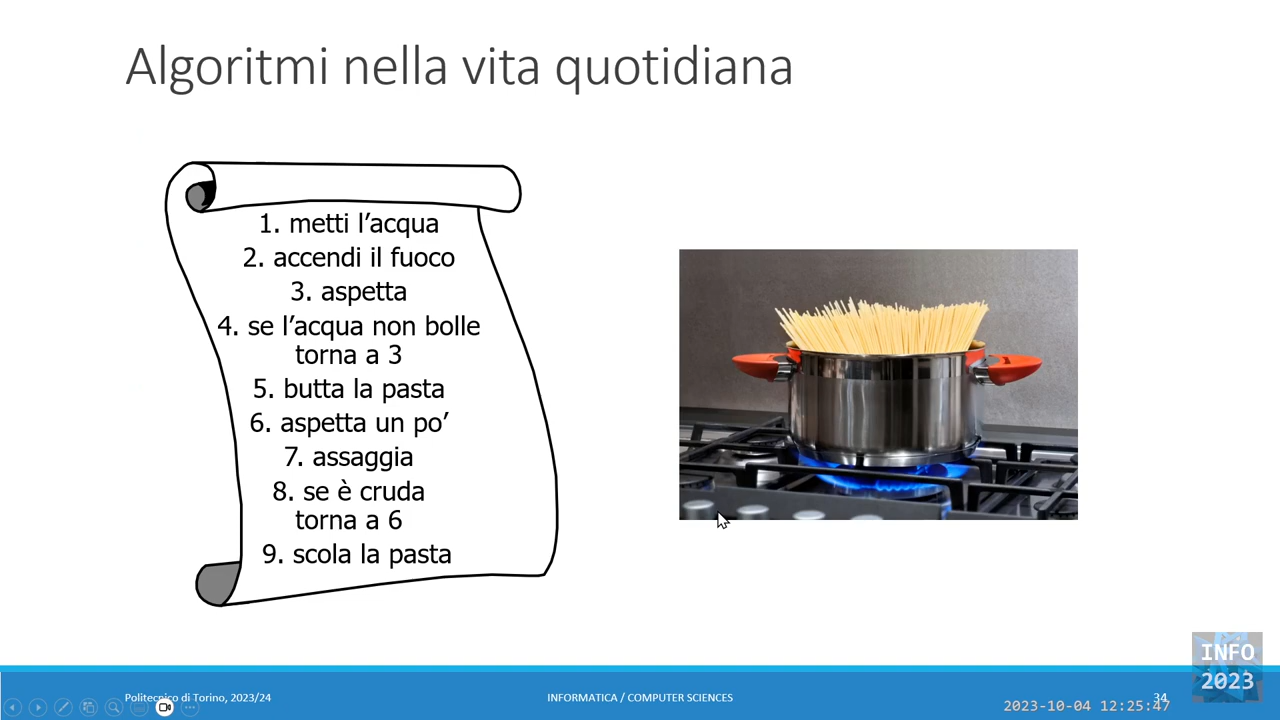 Algoritmi nella vita quotidiana
1. metti l’acqua
2. accendi il fuoco
3. aspetta
4. se l’acqua non bolle
torna a 3
5. butta la pasta
6. aspetta un po’
7. assaggia
8. se è cruda
torna a 6
9. scola la pasta
INFO
2023
Politecnico di Torino, 2023/24
INFORMATICA / COMPUTER SCIENCES
34
2023-10-04 12:25:47